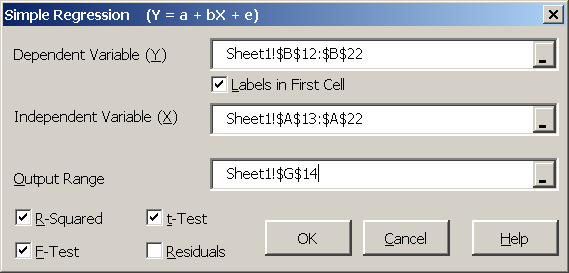 Simple Regression (Y = a + bX + e)
Dependent Variable (Y)
Sheet1!$B$12:$B$22
Labels in First Cell
Independent Variable (X)
Sheet1!$A$13:$A$22
Output Range
Sheet1!$G$14
R-Squared
t-Test
F-Test
Residuals
OK
Cancel
Help